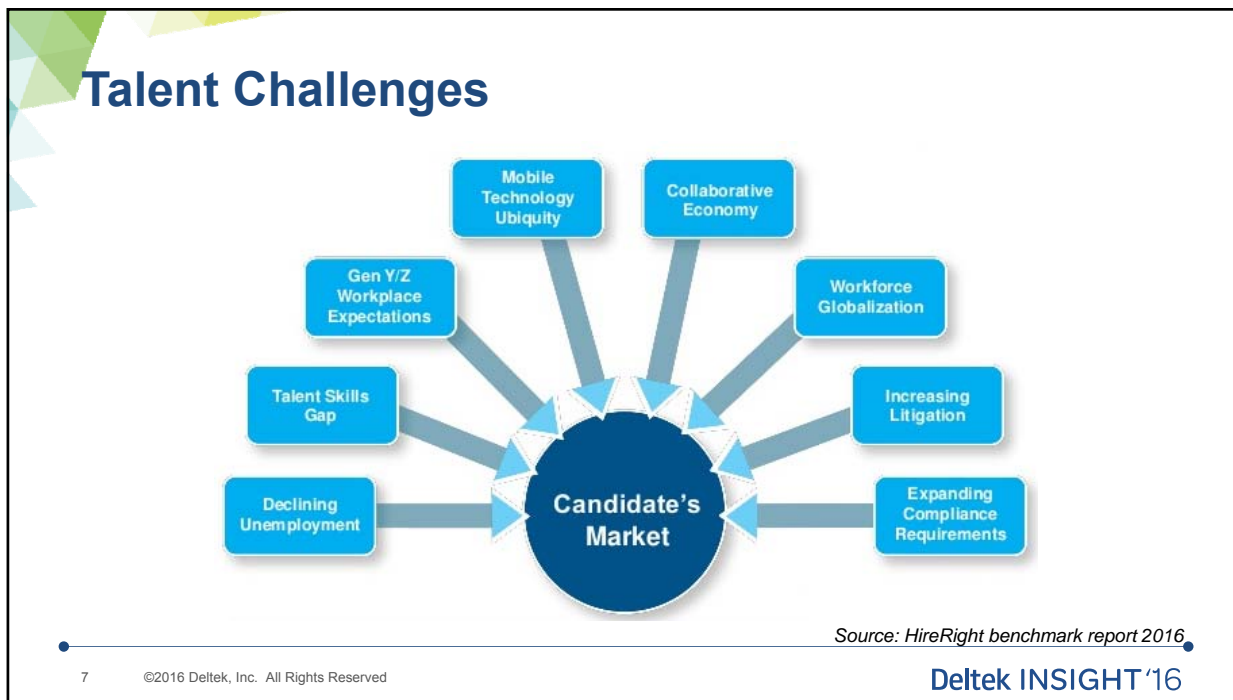 Talent Challenges
Mobile
Technology
Ubiquity
Collaborative
Economy
Gen Y/Z
Workplace
Expectations
Workforce
Globalization
Talent Skills
Gap
Increasing
Litigation
Declining
Unemployment
Candidate's
Market
Expanding
Compliance
Requirements
Source: HireRight benchmark report 2016
7 ©2016 Deltek, Inc. All Rights Reserved
Deltek INSIGHT '16